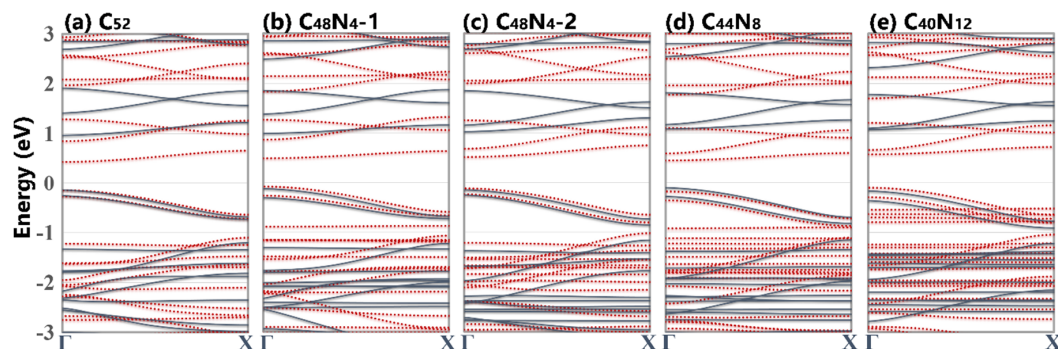 (a) C52 (b) C48N4-1 (c) C48N4-2 (d) C44N8 (e) C40N12
Energy (eV)
3
2
1
0
-1
-2
-3
Γ X Γ X Γ X Γ X Γ X